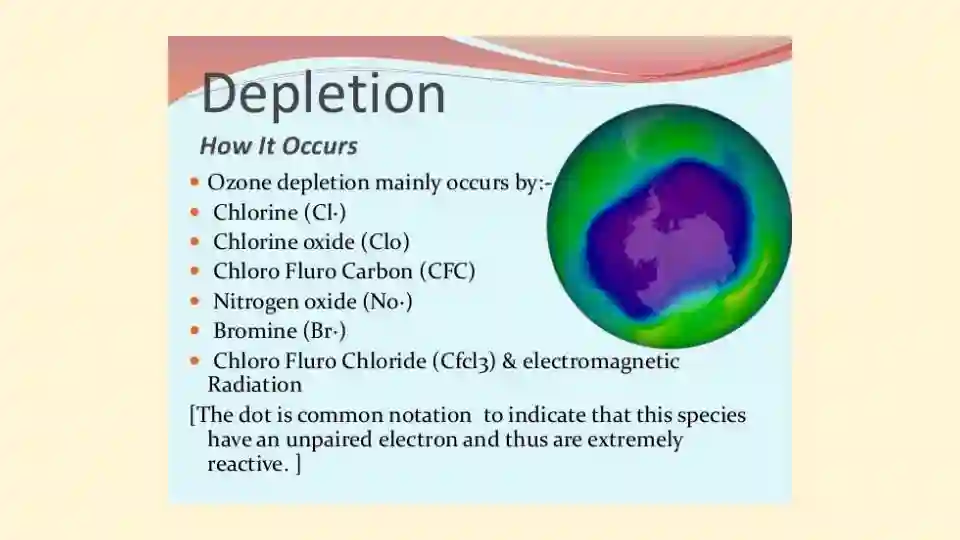 Depletion
How It Occurs
• Ozone depletion mainly occurs by:-
• Chlorine (Cl·)
• Chlorine oxide (Clo)
• Chloro Fluro Carbon (CFC)
• Nitrogen oxide (No·)
• Bromine (Br·)
• Chloro Fluro Chloride (Cfcl3) & electromagnetic
Radiation
[The dot is common notation to indicate that this species
have an unpaired electron and thus are extremely
reactive. ]